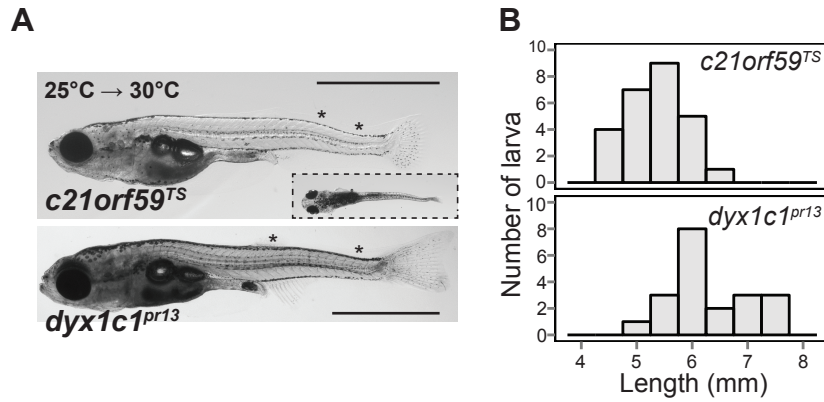 A
25°C → 30°C
*
*
c21orf59TS
*
*
dyx1c1pr13
B
Number of larva
10
8
6
4
2
0
c21orf59TS
10
8
6
4
2
0
dyx1c1pr13
4 5 6 7 8
Length (mm)